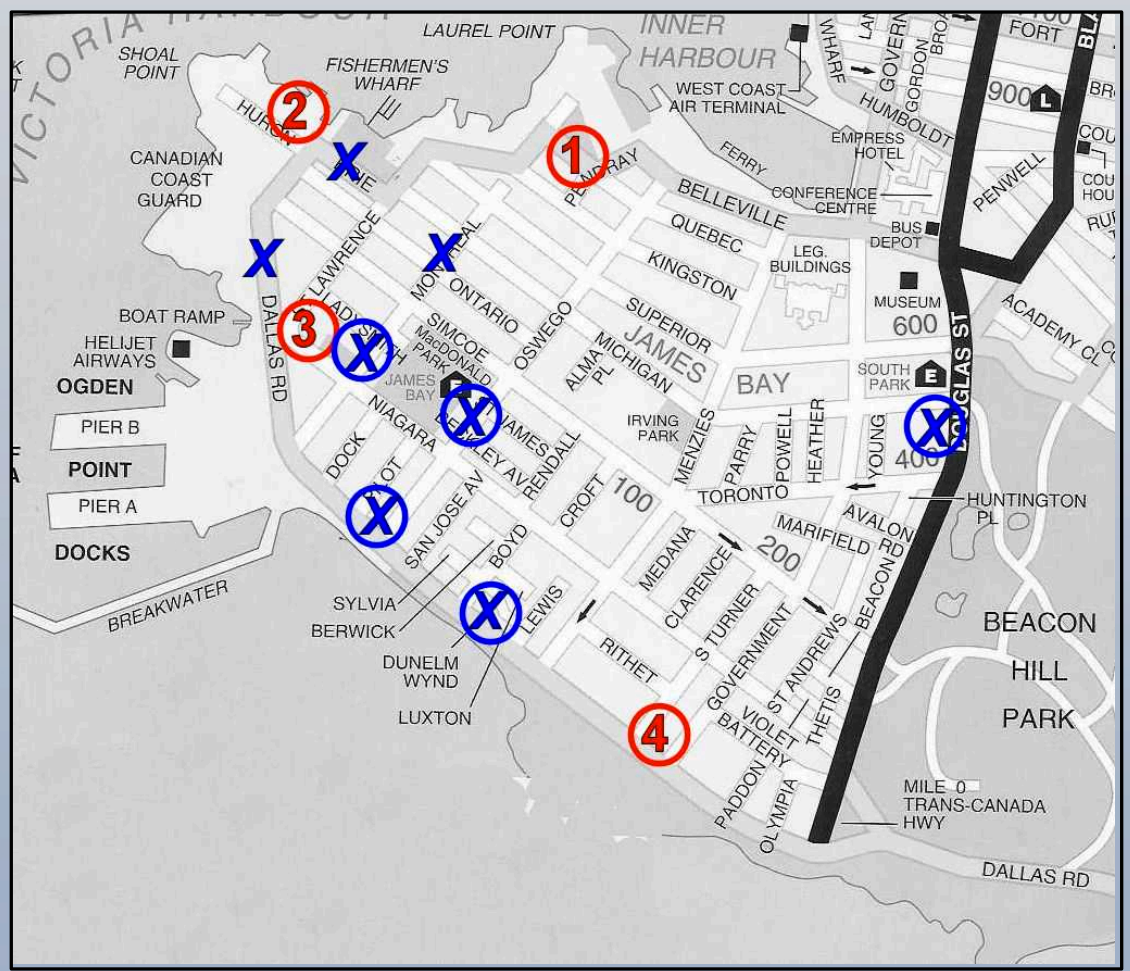 VICTORIA HARBOUR
LAUREL POINT
INNER
HARBOUR
SHOAL
POINT
FISHERMEN'S
WHARF
WHARF
GOVERN
GORDON
BROA
FORT
WEST COAST
AIR TERMINAL
900
L
HURON
2
X
ERIE
1
PENDRAY
FERRY
HUMBOLDT
EMPRESS
HOTEL
CONFERENCE
CENTRE
PENWELL
CANADIAN
COAST
GUARD
BELLEVILLE
BUS
DEPOT
QUEBEC
KINGSTON
LEG.
BUILDINGS
MUSEUM
600
ACADEMY CL
X
X
MONTREAL
LAWRENCE
ONTARIO
OSWEGO
SUPERIOR
BOAT RAMP
HELIJET
AIRWAYS
DALLAS RD
3
LADYSMITH
X
SIMCOE
MacDONALD
PARK
JAMES
BAY
ALMA
PL
MICHIGAN
JAMES
BAY
SOUTH
PARK
E
DOUGLAS ST
OGDEN
PIER B
POINT
PIER A
DOCKS
NIAGARA
X
JAMES
BECKLEY AV
RENDALL
IRVING
PARK
MENZIES
PARRY
POWELL
HEATHER
YOUNG
X
400
DOCK
X
SAN JOSE AV
CROFT
100
TORONTO
HUNTINGTON
PL
MARIFIELD
AVALON
RD
BREAKWATER
SYLVIA
BERWICK
BOYD
MEDANA
CLARENCE
200
BEACON
BEACON
HILL
PARK
DUNELM
WYND
LUXTON
X
LEWIS
RITHET
S TURNER
GOVERNMENT
ST ANDREWS
4
VIOLET
BATTERY
THETIS
PADDON
OLYMPIA
MILE 0
TRANS-CANADA
HWY
DALLAS RD